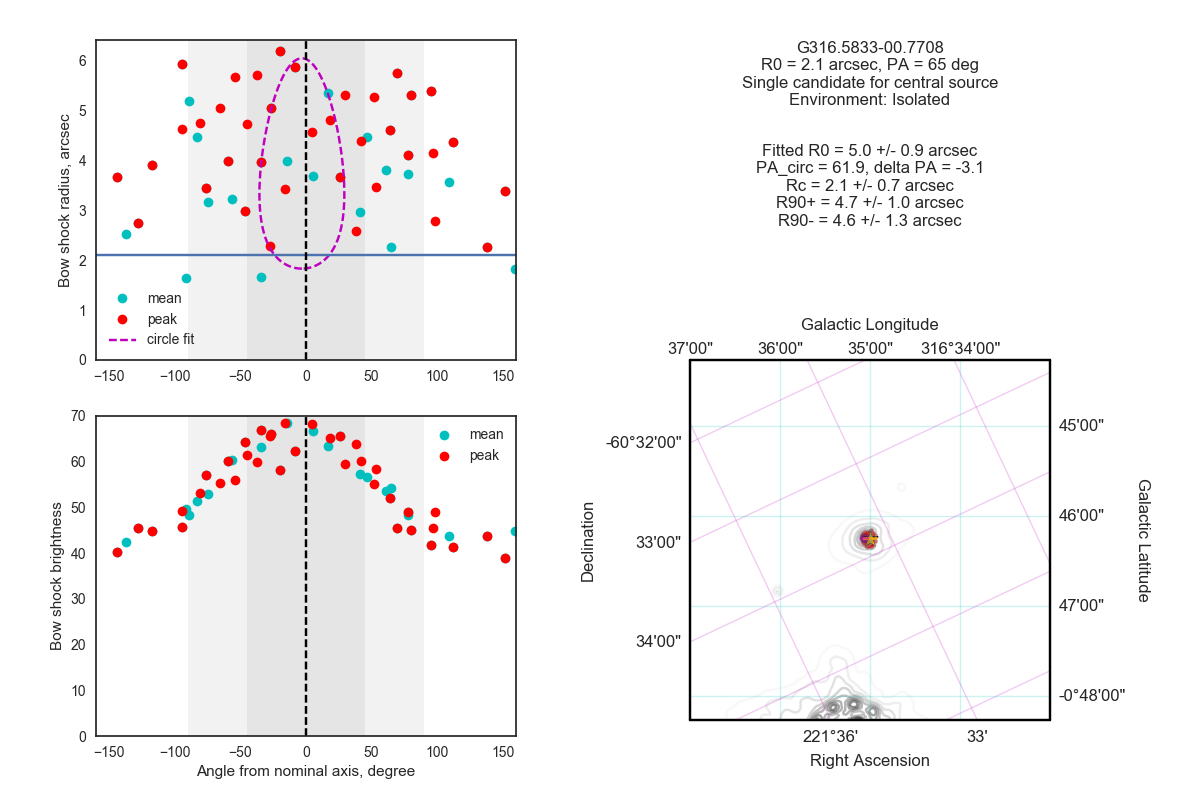 Bow shock radius, arcsec
6
5
4
3
2
1
0
mean
peak
circle fit
−150 −100 −50 0 50 100 150
Bow shock brightness
70
60
50
40
30
20
10
0
mean
peak
−150 −100 −50 0 50 100 150
Angle from nominal axis, degree
G316.5833-00.7708
R0 = 2.1 arcsec, PA = 65 deg
Single candidate for central source
Environment: Isolated
Fitted R0 = 5.0 +/- 0.9 arcsec
PA_circ = 61.9, delta PA = -3.1
Rc = 2.1 +/- 0.7 arcsec
R90+ = 4.7 +/- 1.0 arcsec
R90- = 4.6 +/- 1.3 arcsec
Galactic Longitude
37'00" 36'00" 35'00" 316°34'00"
Declination
-60°32'00"
33'00"
34'00"
45'00"
46'00"
47'00"
-0°48'00"
Galactic Latitude
221°36' 33'
Right Ascension